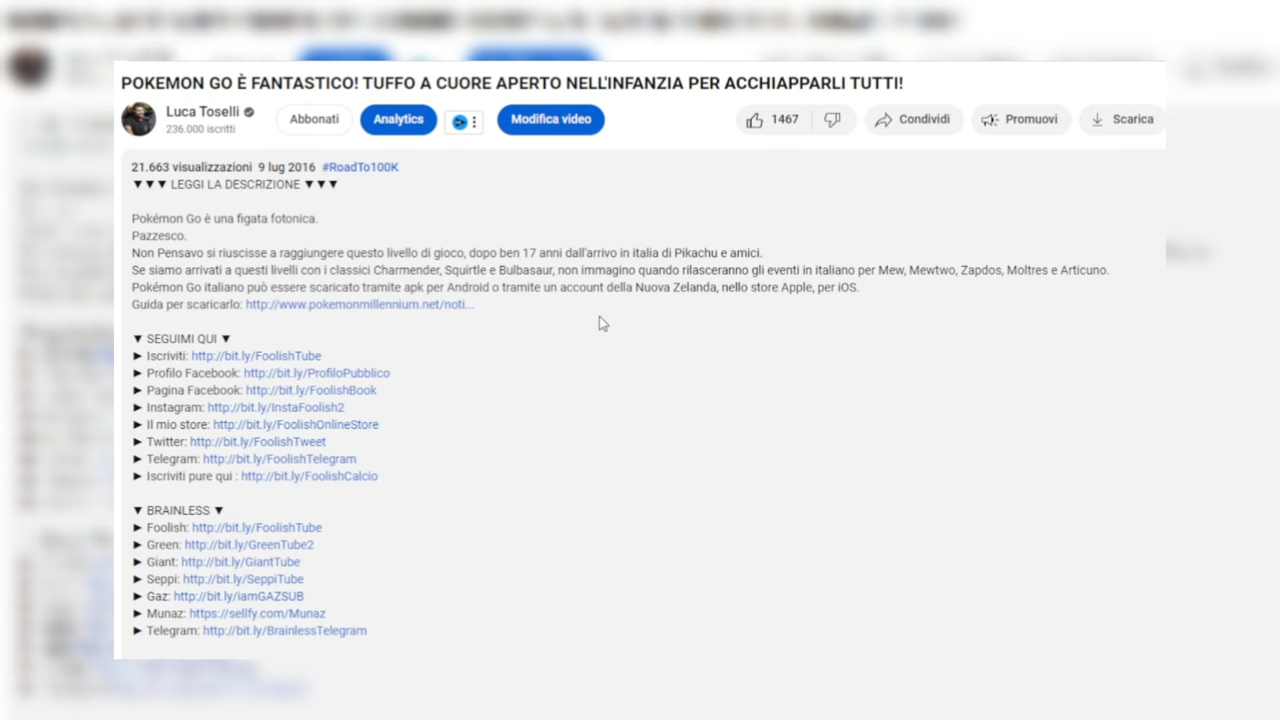 POKEMON GO È FANTASTICO! TUFFO A CUORE APERTO NELL'INFANZIA PER ACCHIAPPARLI TUTTI!
Luca Toselli
236.000 iscritti
Abbonati
Analytics
Modifica video
1467
Condividi
Promuovi
Scarica
21.663 visualizzazioni 9 lug 2016 #RoadTo100K
▼▼▼ LEGGI LA DESCRIZIONE ▼▼▼
Pokémon Go è una figata fotonica.
Pazzesco.
Non Pensavo si riuscisse a raggiungere questo livello di gioco, dopo ben 17 anni dall'arrivo in italia di Pikachu e amici.
Se siamo arrivati a questi livelli con i classici Charmender, Squirtle e Bulbasaur, non immagino quando rilasceranno gli eventi in italiano per Mew, Mewtwo, Zapdos, Moltres e Articuno.
Pokémon Go italiano può essere scaricato tramite apk per Android o tramite un account della Nuova Zelanda, nello store Apple, per iOS.
Guida per scaricarlo: http://www.pokemonmillennium.net/noti...
▼ SEGUIMI QUI ▼
► Iscriviti: http://bit.ly/FoolishTube
► Profilo Facebook: http://bit.ly/ProfiloPubblico
► Pagina Facebook: http://bit.ly/FoolishBook
► Instagram: http://bit.ly/InstaFoolish2
► Il mio store: http://bit.ly/FoolishOnlineStore
► Twitter: http://bit.ly/FoolishTweet
► Telegram: http://bit.ly/FoolishTelegram
► Iscriviti pure qui : http://bit.ly/FoolishCalcio
▼ BRAINLESS ▼
► Foolish: http://bit.ly/FoolishTube
► Green: http://bit.ly/GreenTube2
► Giant: http://bit.ly/GiantTube
► Seppi: http://bit.ly/SeppiTube
► Gaz: http://bit.ly/iamGAZSUB
► Munaz: https://sellfy.com/Munaz
► Telegram: http://bit.ly/BrainlessTelegram